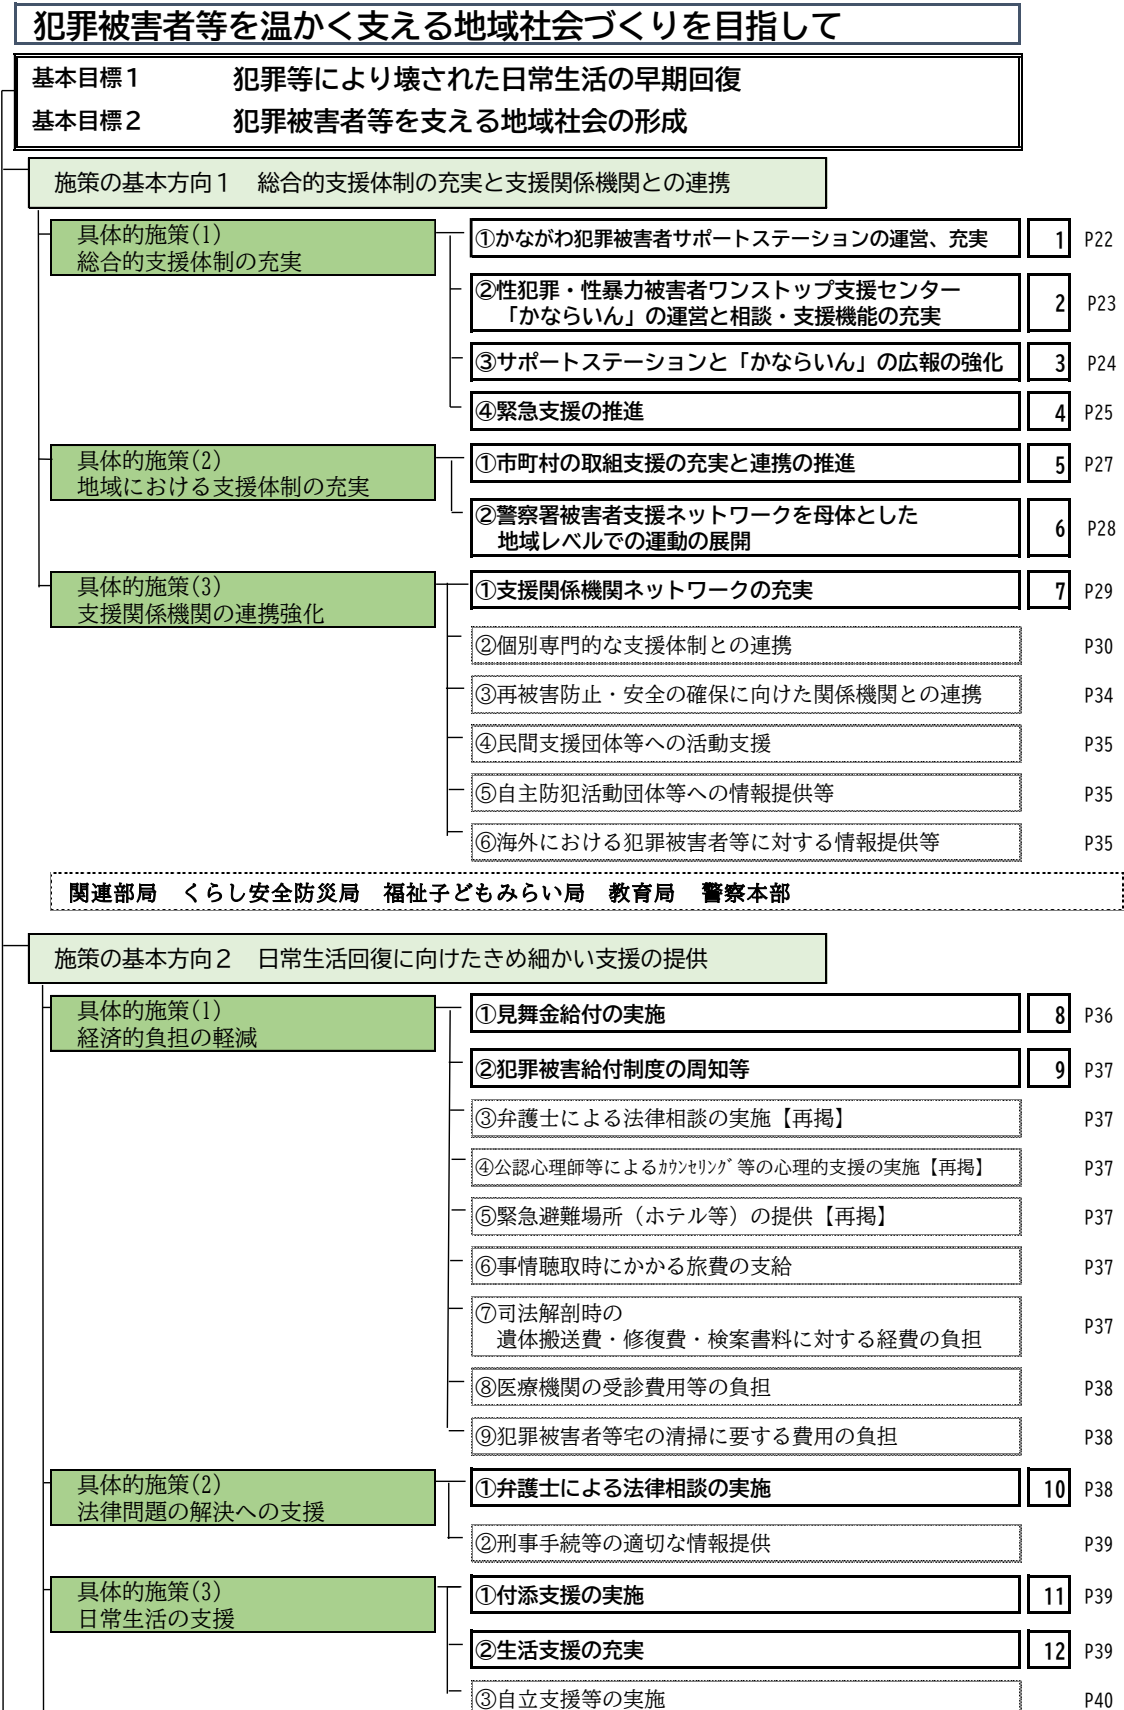 犯罪被害者等を温かく支える地域社会づくりを目指して
基本目標１　犯罪等により壊された日常生活の早期回復
基本目標２　犯罪被害者等を支える地域社会の形成
施策の基本方向１　総合的支援体制の充実と支援関係機関との連携
具体的施策(1)
総合的支援体制の充実
①かながわ犯罪被害者サポートステーションの運営、充実　1　P22
②性犯罪・性暴力被害者ワンストップ支援センター
「かならいん」の運営と相談・支援機能の充実　2　P23
③サポートステーションと「かならいん」の広報の強化　3　P24
④緊急支援の推進　4　P25
具体的施策(2)
地域における支援体制の充実
①市町村の取組支援の充実と連携の推進　5　P27
②警察署被害者支援ネットワークを母体とした
地域レベルでの運動の展開　6　P28
具体的施策(3)
支援関係機関の連携強化
①支援関係機関ネットワークの充実　7　P29
②個別専門的な支援体制との連携　P30
③再被害防止・安全の確保に向けた関係機関との連携　P34
④民間支援団体等への活動支援　P35
⑤自主防犯活動団体等への情報提供等　P35
⑥海外における犯罪被害者等に対する情報提供等　P35
関連部局　くらし安全防災局　福祉子どもみらい局　教育局　警察本部
施策の基本方向２　日常生活回復に向けたきめ細かい支援の提供
具体的施策(1)
経済的負担の軽減
①見舞金給付の実施　8　P36
②犯罪被害給付制度の周知等　9　P37
③弁護士による法律相談の実施【再掲】　P37
④公認心理師等によるｶｳﾝｾﾘﾝｸﾞ等の心理的支援の実施【再掲】　P37
⑤緊急避難場所（ホテル等）の提供【再掲】　P37
⑥事情聴取時にかかる旅費の支給　P37
⑦司法解剖時の
遺体搬送費・修復費・検案書料に対する経費の負担　P37
⑧医療機関の受診費用等の負担　P38
⑨犯罪被害者等宅の清掃に要する費用の負担　P38
具体的施策(2)
法律問題の解決への支援
①弁護士による法律相談の実施　10　P38
②刑事手続等の適切な情報提供　P39
具体的施策(3)
日常生活の支援
①付添支援の実施　11　P39
②生活支援の充実　12　P39
③自立支援等の実施　P40